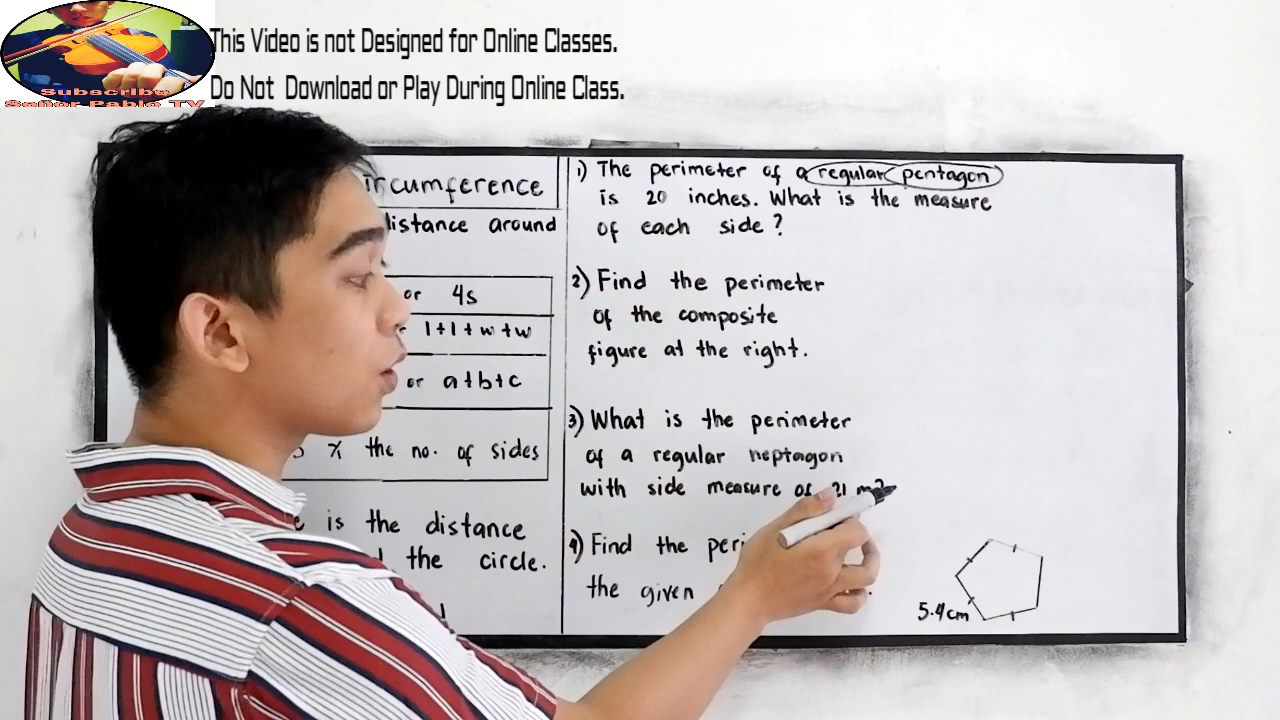 This Video is not Designed for Online Classes.
Do Not Download or Play During Online Class.
Subscribe
Señor Pablo TV
ircumference
distance around
or 4s
l+l+w+w
or a+b+c
x the no. of sides
is the distance
the circle.
1) The perimeter of a regular pentagon
is 20 inches. What is the measure
of each side?
2) Find the perimeter
of the composite
figure at the right.
3) What is the perimeter
of a regular heptagon
with side measure of 21 m?
4) Find the peri
the given
5.4cm